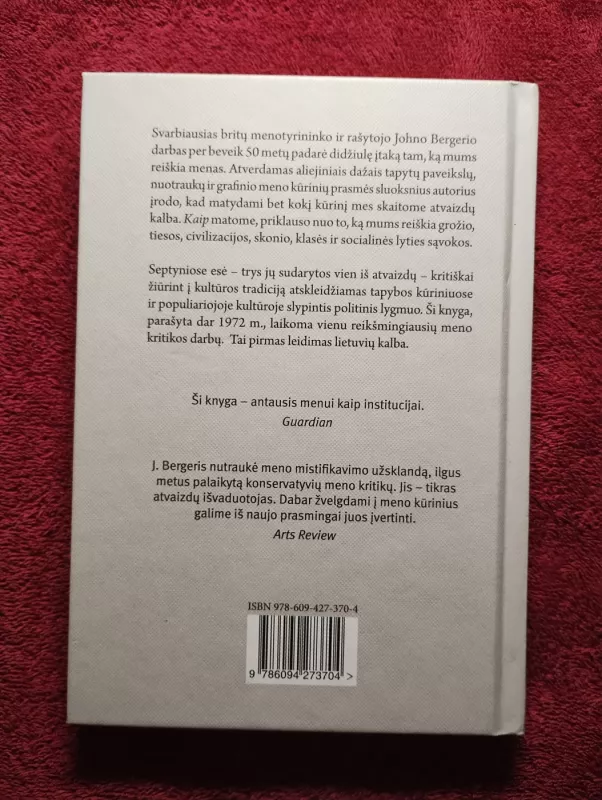 Svarbiausias britų menotyrininko ir rašytojo Johno Bergerio
darbas per beveik 50 metų padarė didžiulę įtaką tam, ką mums
reiškia menas. Atverdamas aliejiniais dažais tapytų paveikslų,
nuotraukų ir grafinio meno kūrinių prasmės sluoksnius autorius
įrodo, kad matydami bet kokį kūrinį mes skaitome atvaizdų
kalbą. Kaip matome, priklauso nuo to, ką mums reiškia grožio,
tiesos, civilizacijos, skonio, klasės ir socialinės lyties sąvokos.
Septyniose esė – trys jų sudarytos vien iš atvaizdų – kritiškai
žiūrint į kultūros tradiciją atskleidžiamas tapybos kūriniuose
ir populiariojoje kultūroje slypintis politinis lygmuo. Ši knyga,
parašyta dar 1972 m., laikoma vienu reikšmingiausių meno
kritikos darbų. Tai pirmas leidimas lietuvių kalba.
Ši knyga – antausis menui kaip institucijai.
Guardian
J. Bergeris nutraukė meno mistifikavimo užsklandą, ilgus
metus palaikytą konservatyvių meno kritikų. Jis – tikras
atvaizdų išvaduotojas. Dabar žvelgdami į meno kūrinius
galime iš naujo prasmingai juos įvertinti.
Arts Review
ISBN 978-609-427-370-4
9 786094 273704 >